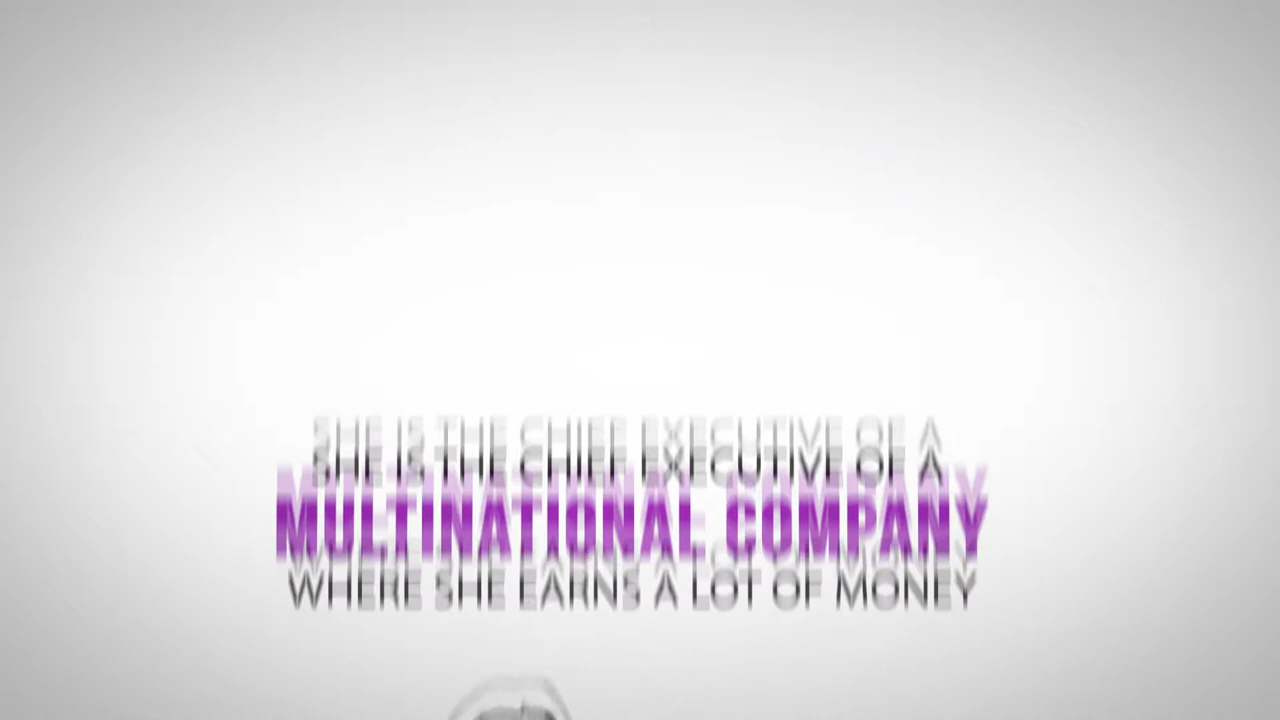 SHE IS THE CHIEF EXECUTIVE OF A
MULTINATIONAL COMPANY
WHERE SHE EARNS A LOT OF MONEY